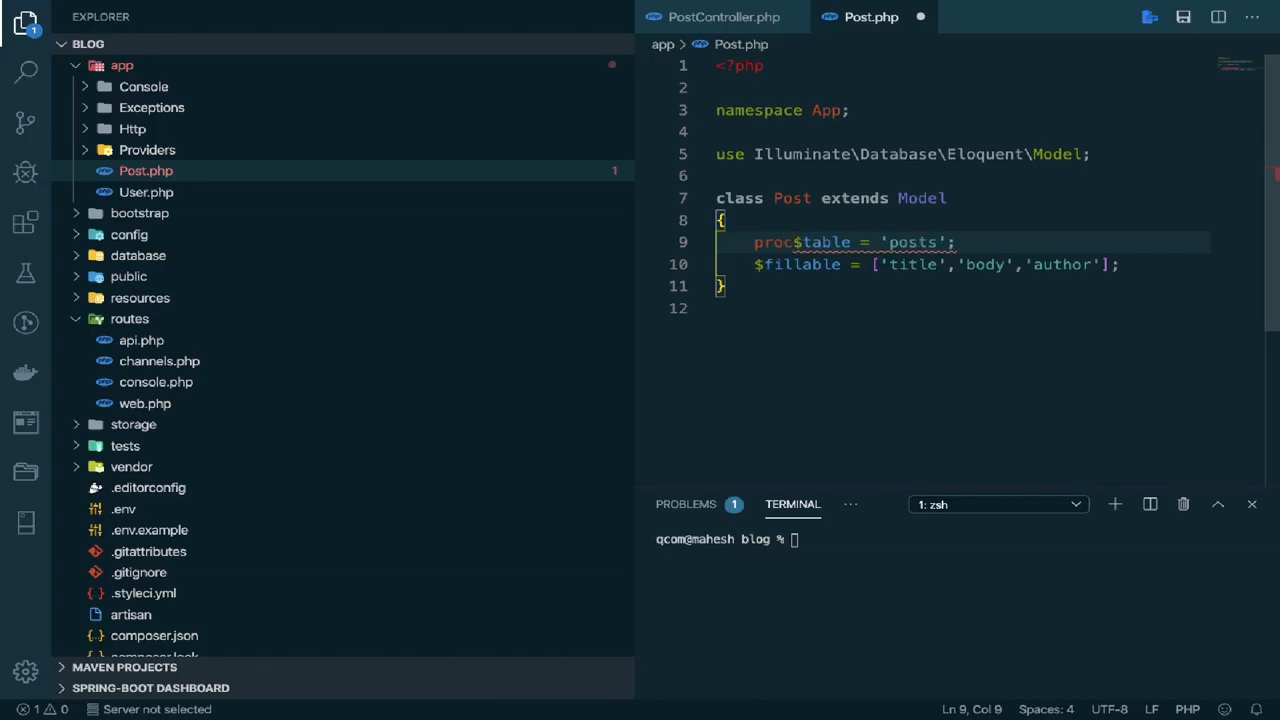 EXPLORER
1
BLOG
app
Console
Exceptions
Http
Providers
Post.php 1
User.php
bootstrap
config
database
public
resources
routes
api.php
channels.php
console.php
web.php
storage
tests
vendor
.editorconfig
.env
.env.example
.gitattributes
.gitignore
.styleci.yml
artisan
composer.json
composer.lock
MAVEN PROJECTS
SPRING-BOOT DASHBOARD
PostController.php Post.php
app > Post.php
1 <?php
2
3 namespace App;
4
5 use Illuminate\Database\Eloquent\Model;
6
7 class Post extends Model
8 {
9 proc$table = 'posts';
10 $fillable = ['title','body','author'];
11 }
12
PROBLEMS 1 TERMINAL ··· 1: zsh
qcom@mahesh blog %
1 0 Server not selected Ln 9, Col 9 Spaces: 4 UTF-8 LF PHP